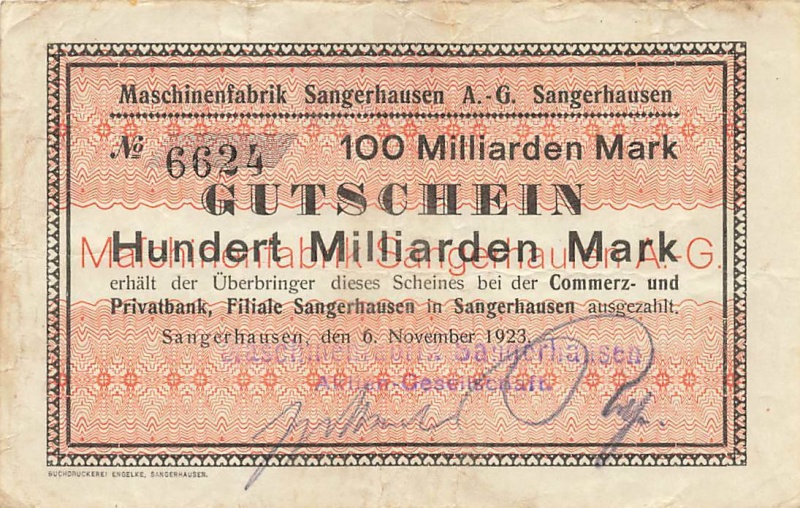 Maschinenfabrik Sangerhausen A.-G. Sangerhausen
№ 6624 100 Milliarden Mark
GUTSCHEIN
Hundert Milliarden Mark
Maschinenfabrik Sangerhausen A.-G.
erhält der Überbringer dieses Scheines bei der Commerz- und
Privatbank, Filiale Sangerhausen in Sangerhausen ausgezahlt.
Sangerhausen, den 6. November 1923.
Maschinenfabrik Sangerhausen
Aktien-Gesellschaft.
BUCHDRUCKEREI ENGELKE, SANGERHAUSEN.